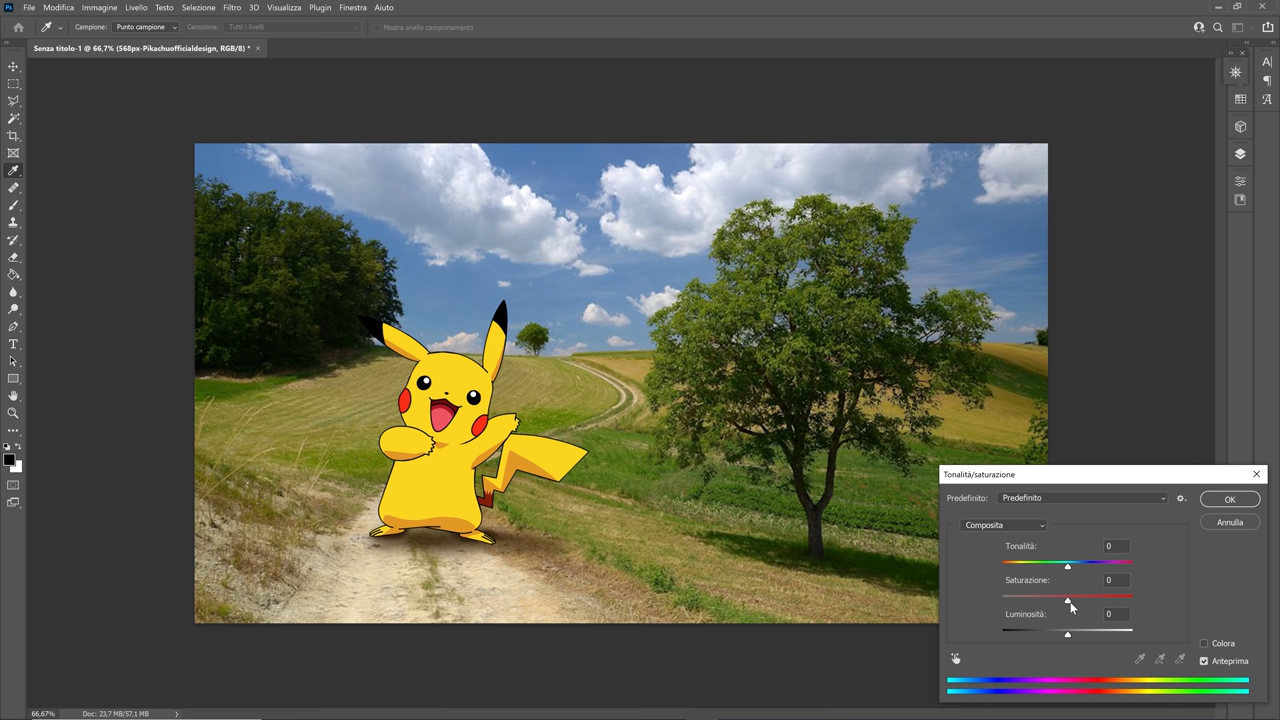 Ps File Modifica Immagine Livello Testo Selezione Filtro 3D Visualizza Plugin Finestra Aiuto
Campione: Punto campione Campione: Tutti i livelli Mostra anello campionamento
Senza titolo-1 @ 66,7% (568px-Pikachuofficialdesign, RGB/8) * ×
Tonalità/saturazione
Predefinito: Predefinito
OK
Annulla
Composita
Tonalità: 0
Saturazione: 0
Luminosità: 0
Colora
Anteprima
66,67% Doc: 23,7 MB/57,1 MB